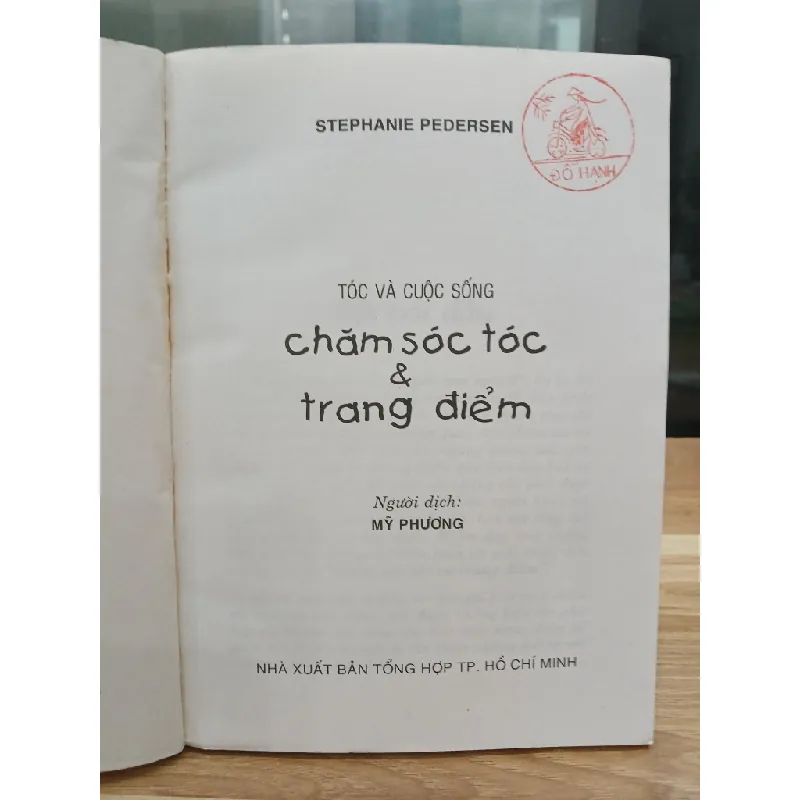 STEPHANIE PEDERSEN
ĐỖ HẠNH
TÓC VÀ CUỘC SỐNG
chăm sóc tóc
&
trang điểm
Người dịch:
MỸ PHƯƠNG
NHÀ XUẤT BẢN TỔNG HỢP TP. HỒ CHÍ MINH